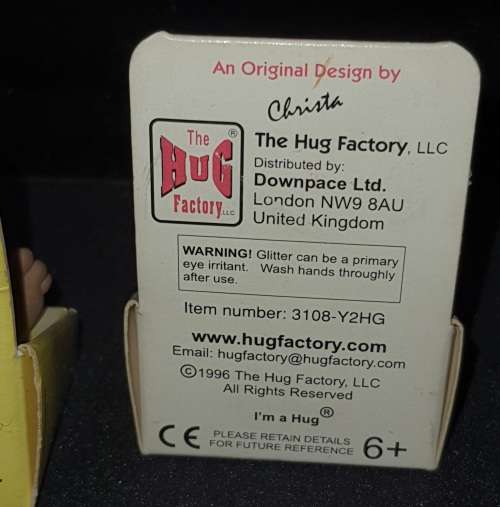 An Original Design by
Christa
The ®
HUG
Factory LLC
The Hug Factory, LLC
Distributed by:
Downpace Ltd.
London NW9 8AU
United Kingdom
WARNING! Glitter can be a primary
eye irritant. Wash hands throughly
after use.
Item number: 3108-Y2HG
www.hugfactory.com
Email: hugfactory@hugfactory.com
©1996 The Hug Factory, LLC
All Rights Reserved
I'm a Hug®
CE PLEASE RETAIN DETAILS
FOR FUTURE REFERENCE 6+